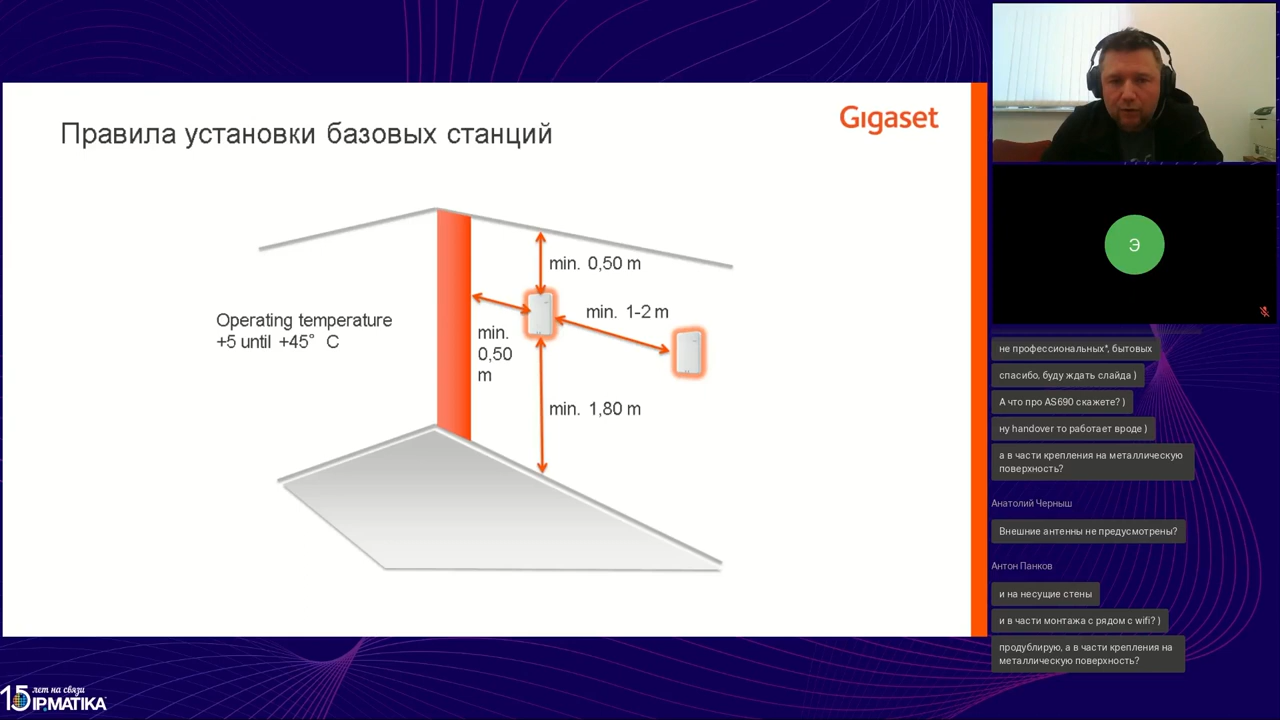 Правила установки базовых станций
Gigaset
min. 0,50 m
min. 1-2 m
Operating temperature
+5 until +45° C
min.
0,50
m
min. 1,80 m
Э
не профессиональных*, бытовых
спасибо, буду ждать слайда )
А что про AS690 скажете? )
ну handover то работает вроде )
а в части крепления на металлическую
поверхность?
Анатолий Черныш
Внешние антенны не предусмотрены?
Антон Панков
и на несущие стены
и в части монтажа с рядом с wifi? )
продублирую, а в части крепления на
металлическую поверхность?
15 лет на связи
IPMATIKA